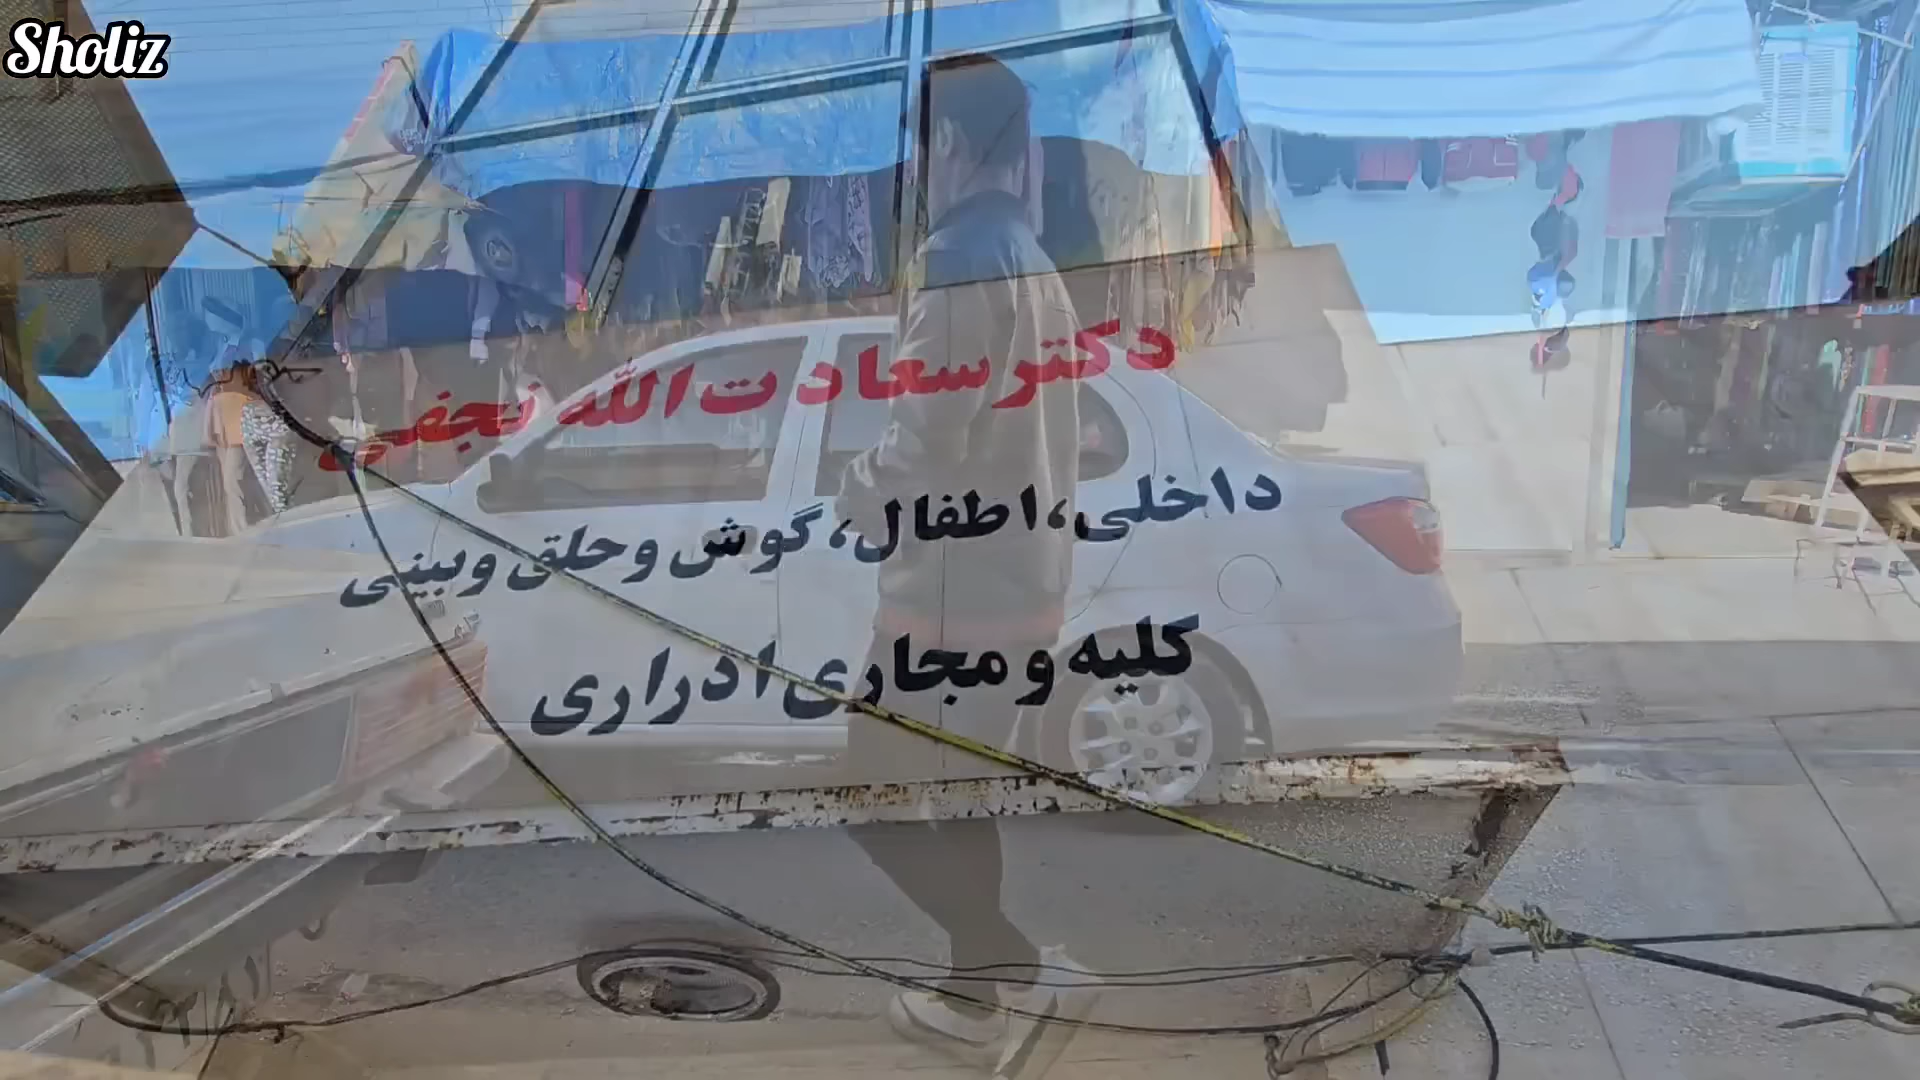 Sholiz
دکتر سعادت الله نجفی
داخلی، اطفال، گوش و حلق و بینی
کلیه و مجاری ادراری